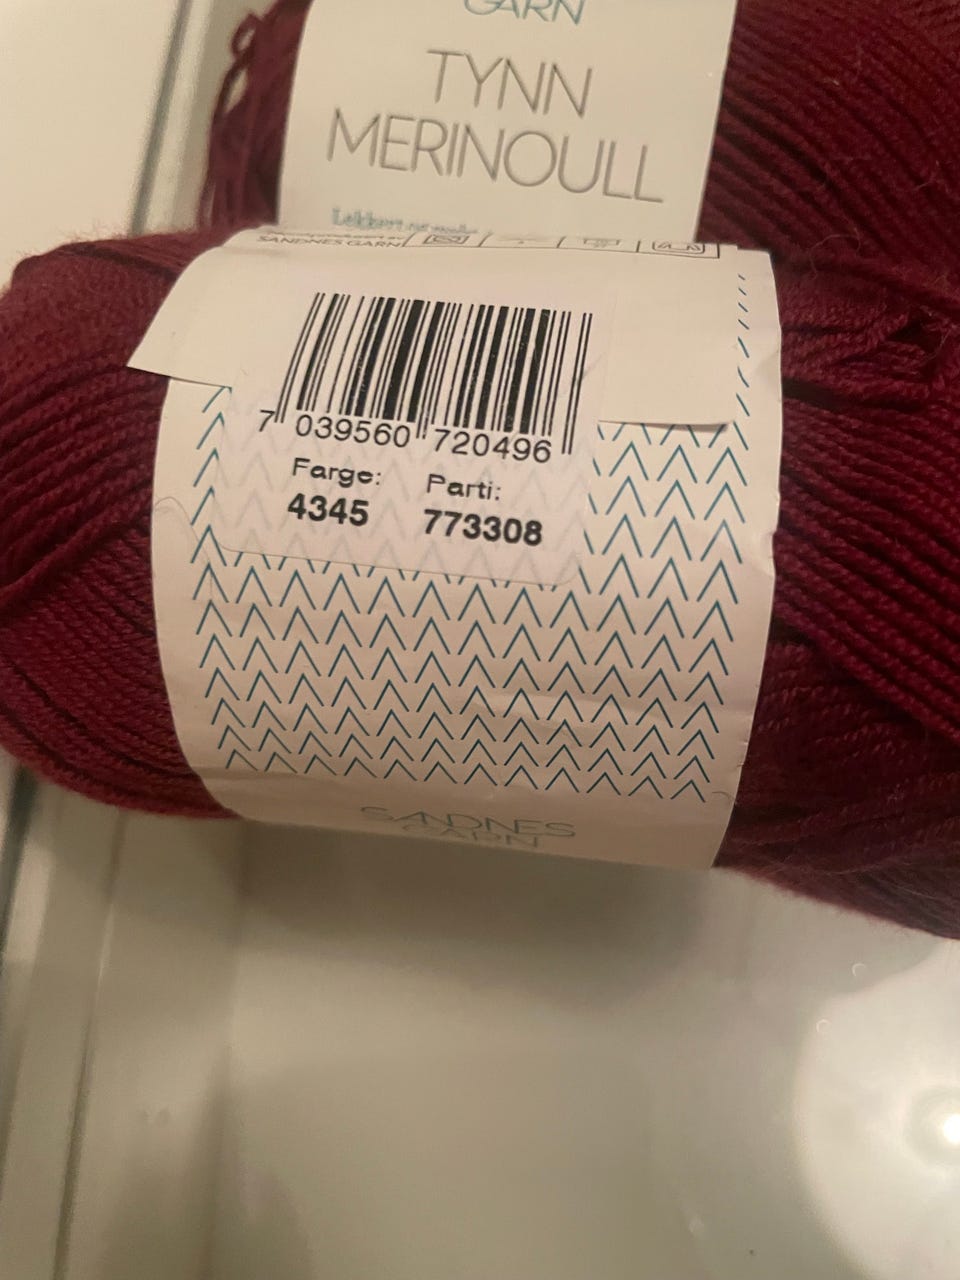 GARN
TYNN
MERINOULL
SANDNES GARN
7 039560 720496
Farge: Parti:
4345 773308
SANDNES
GARN